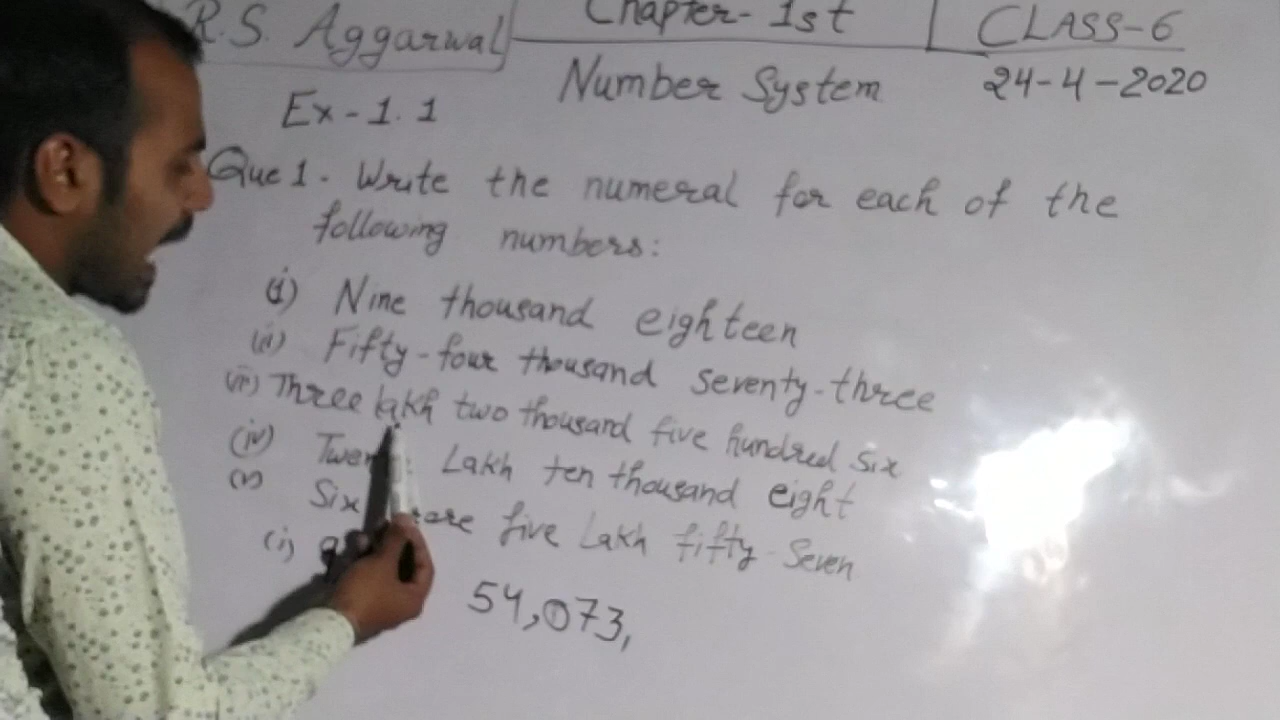 R.S. Aggarwal
Chapter- 1st
CLASS-6
Number System
24-4-2020
Ex-1.1
Que 1. Write the numeral for each of the
following numbers:
(i) Nine thousand eighteen
(ii) Fifty-four thousand seventy-three
(iii) Three lakh two thousand five hundred six
(iv) Lakh ten thousand eight
(v) Six five Lakh fifty-Seven
(i) 9
54,073,